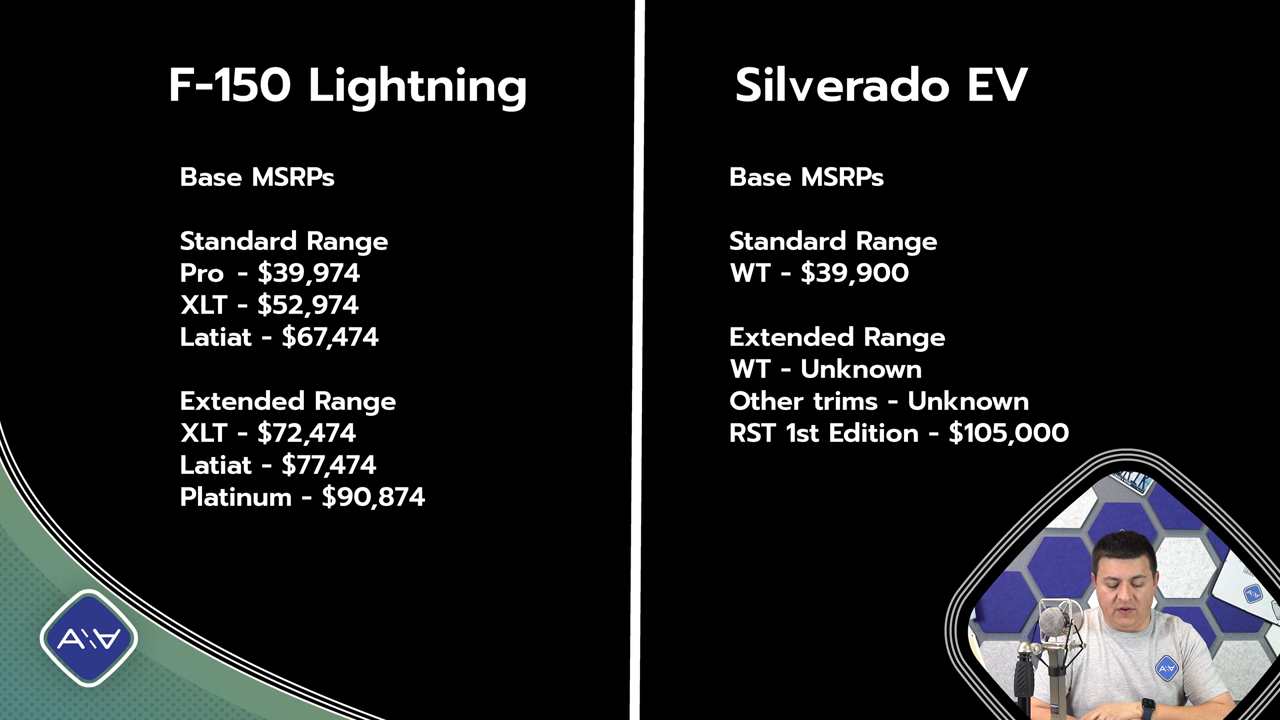 F-150 Lightning
Base MSRPs
Standard Range
Pro - $39,974
XLT - $52,974
Latiat - $67,474
Extended Range
XLT - $72,474
Latiat - $77,474
Platinum - $90,874
Silverado EV
Base MSRPs
Standard Range
WT - $39,900
Extended Range
WT - Unknown
Other trims - Unknown
RST 1st Edition - $105,000